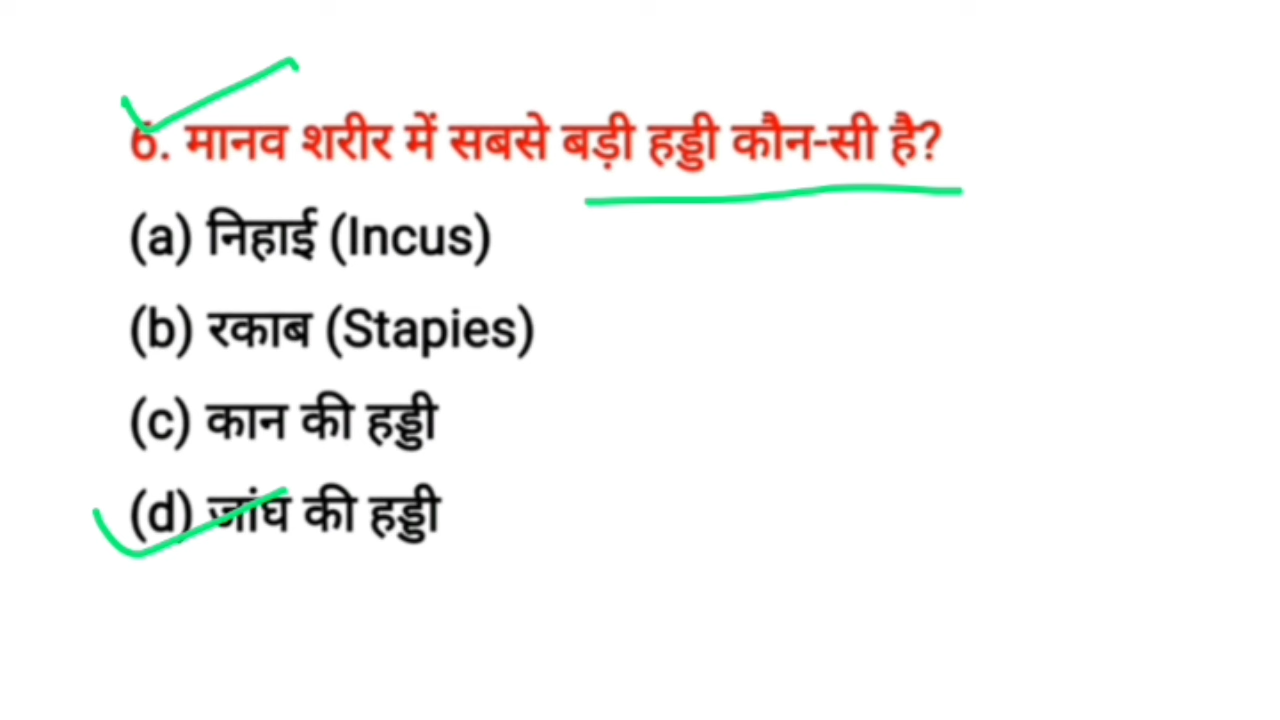 6. मानव शरीर में सबसे बड़ी हड्डी कौन-सी है?
(a) निहाई (Incus)
(b) रकाब (Stapies)
(c) कान की हड्डी
(d) जांघ की हड्डी